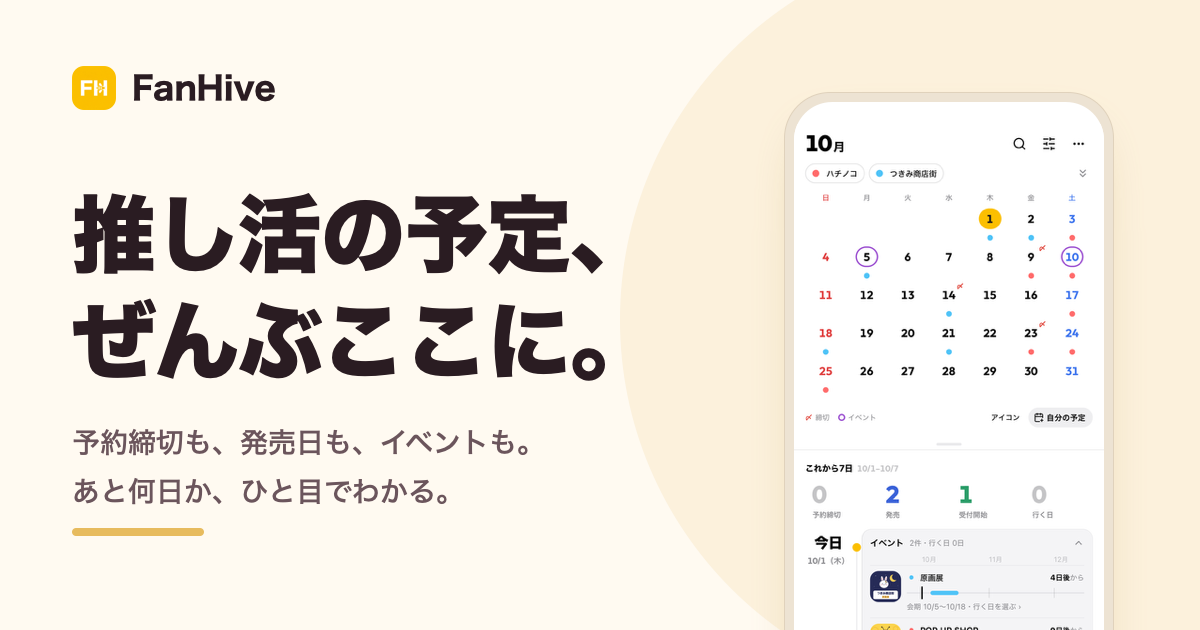 FH FanHive
推し活の予定、
ぜんぶここに。
予約締切も、発売日も、イベントも。
あと何日か、ひと目でわかる。
10月
ハチノコ つきみ商店街
日 月 火 水 木 金 土
1 2 3
4 5 6 7 8 9 10
11 12 13 14 15 16 17
18 19 20 21 22 23 24
25 26 27 28 29 30 31
〆 締切 イベント アイコン 自分の予定
これから7日 10/1–10/7
0 2 1 0
予約締切 発売 受付開始 行く日
今日
10/1（木）
イベント 2件・行く日 0日
10月 11月 12月
原画展 4日後から
会期 10/5〜10/18・行く日を選ぶ ›
POP UP SHOP